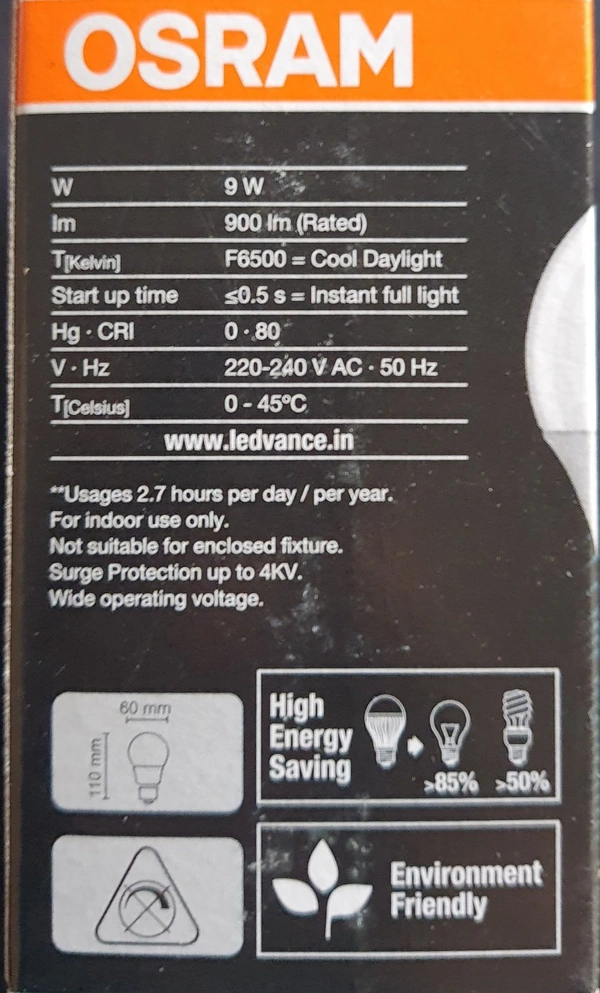 OSRAM
W 9 W
lm 900 lm (Rated)
T[Kelvin] F6500 = Cool Daylight
Start up time ≤0.5 s = Instant full light
Hg · CRI 0 · 80
V · Hz 220-240 V AC · 50 Hz
T[Celsius] 0 - 45°C
www.ledvance.in
**Usages 2.7 hours per day / per year.
For indoor use only.
Not suitable for enclosed fixture.
Surge Protection up to 4KV.
Wide operating voltage.
60 mm
110 mm
High
Energy
Saving
>85% >50%
Environment
Friendly